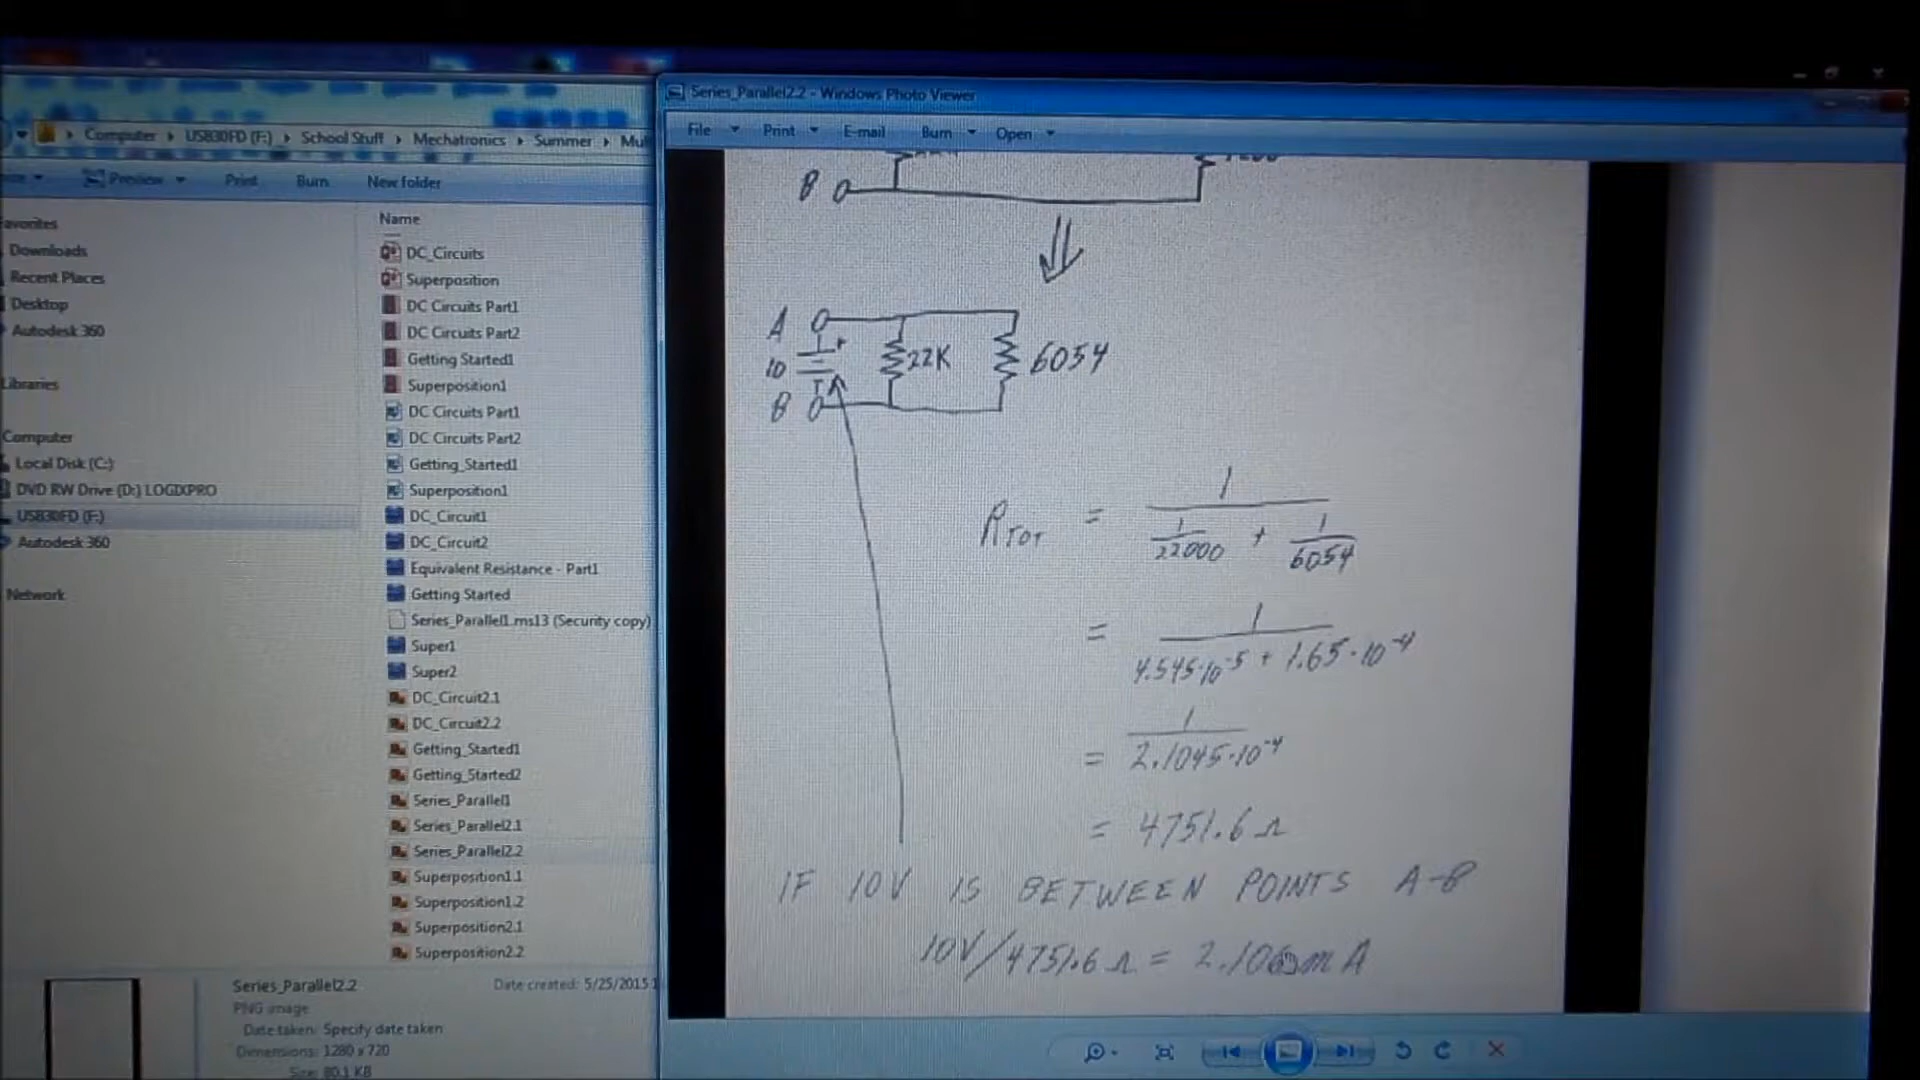 Series_Parallel2.2 - Windows Photo Viewer
File Print E-mail Burn Open
Computer USB30FD (F:) School Stuff Mechatronics Summer Mul
Preview Print Burn New folder
avorites
Downloads
Recent Places
Desktop
Autodesk 360
Libraries
Computer
Local Disk (C:)
DVD RW Drive (D:) LOGIXPRO
USB30FD (F:)
Autodesk 360
Network
Name
DC_Circuits
Superposition
DC Circuits Part1
DC Circuits Part2
Getting Started1
Superposition1
DC Circuits Part1
DC Circuits Part2
Getting_Started1
Superposition1
DC_Circuit1
DC_Circuit2
Equivalent Resistance - Part1
Getting Started
Series_Parallel1.ms13 (Security copy)
Super1
Super2
DC_Circuit2.1
DC_Circuit2.2
Getting_Started1
Getting_Started2
Series_Parallel1
Series_Parallel2.1
Series_Parallel2.2
Superposition1.1
Superposition1.2
Superposition2.1
Superposition2.2
Series_Parallel2.2 Date created: 5/25/2015 1
PNG image
Date taken: Specify date taken
Dimensions: 1280 x 720
Size: 80.1 KB
B
A
10 + 22K 6054
B
RTOT = 1 / (1/22000 + 1/6054)
= 1 / (4.545·10⁻⁵ + 1.65·10⁻⁴)
= 1 / 2.1045·10⁻⁴
= 4751.6 Ω
IF 10V IS BETWEEN POINTS A-B
10V/4751.6 Ω = mA